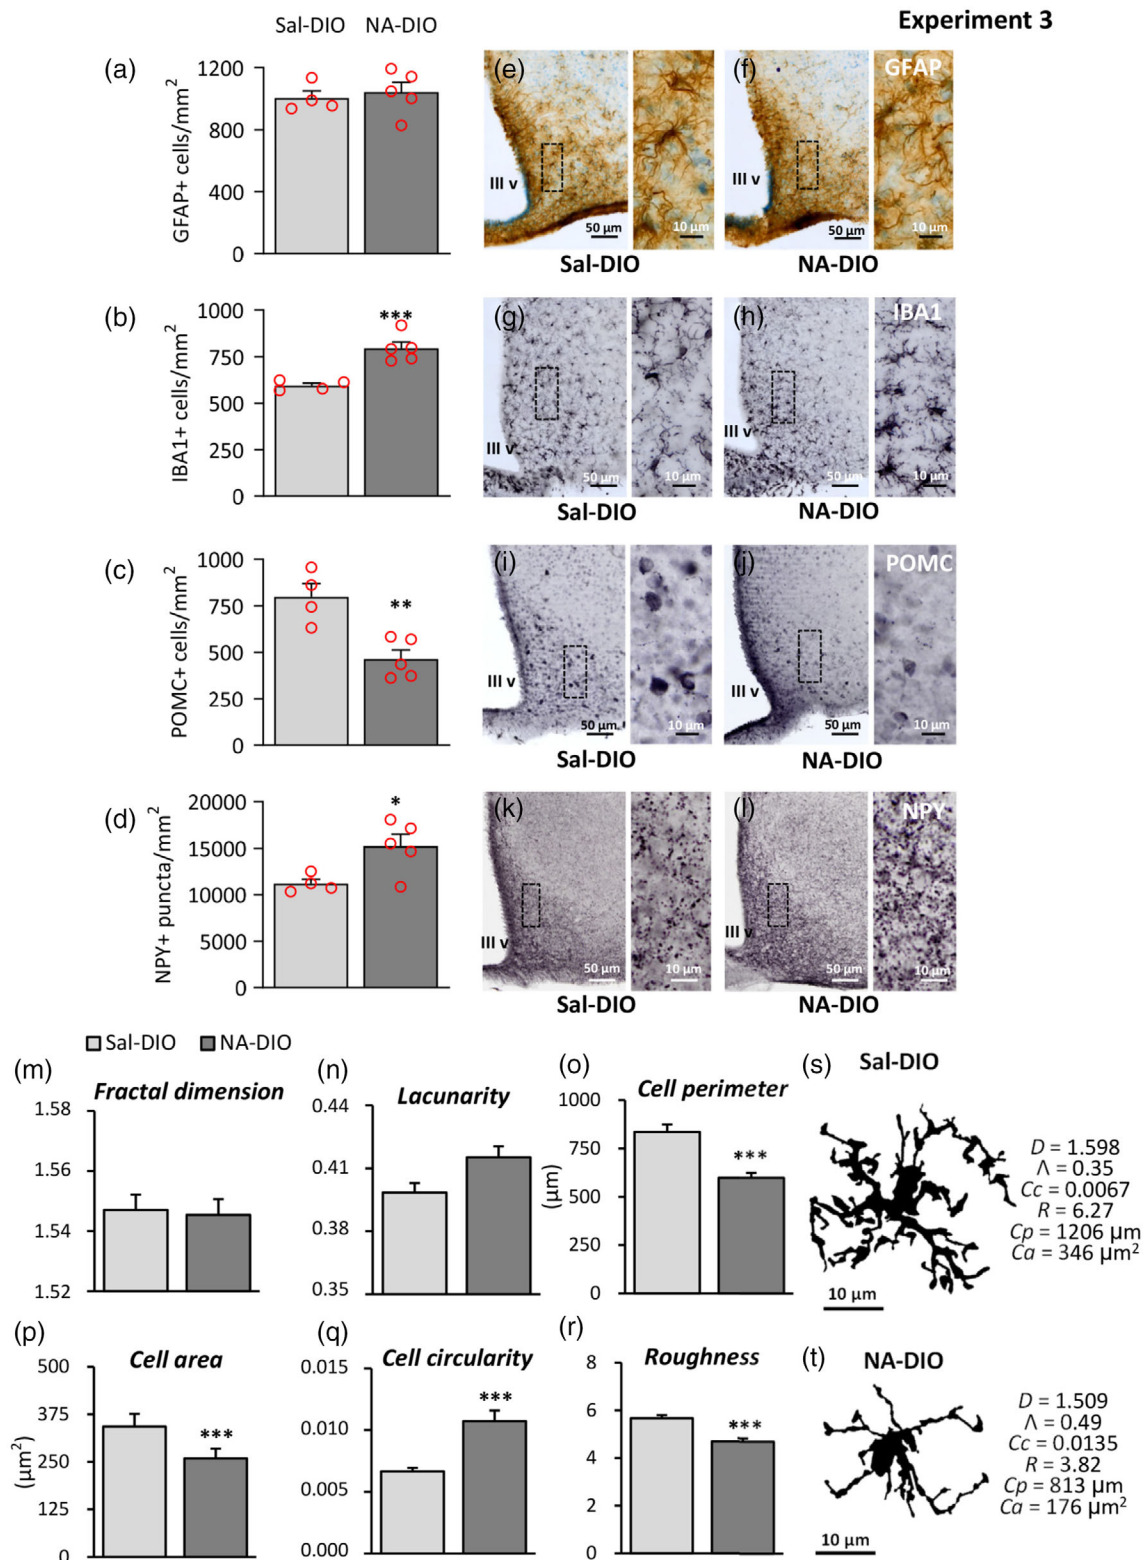 Sal-DIO NA-DIO
Experiment 3
(a)
GFAP+ cells/mm²
1200
800
400
0
(e)
III v
50 µm
10 µm
Sal-DIO
(f)
GFAP
III v
50 µm
10 µm
NA-DIO
(b)
IBA1+ cells/mm²
1000
750
500
250
0
***
(g)
III v
50 µm
10 µm
Sal-DIO
(h)
IBA1
III v
50 µm
10 µm
NA-DIO
(c)
POMC+ cells/mm²
1000
750
500
250
0
**
(i)
III v
50 µm
10 µm
Sal-DIO
(j)
POMC
III v
50 µm
10 µm
NA-DIO
(d)
NPY+ puncta/mm²
20000
15000
10000
5000
0
*
(k)
III v
50 µm
10 µm
Sal-DIO
(l)
NPY
III v
50 µm
10 µm
NA-DIO
Sal-DIO NA-DIO
(m)
Fractal dimension
1.58
1.56
1.54
1.52
(n)
Lacunarity
0.44
0.41
0.38
0.35
(o)
Cell perimeter
(µm)
1000
750
500
250
0
***
(s)
Sal-DIO
D = 1.598
Λ = 0.35
Cc = 0.0067
R = 6.27
Cp = 1206 µm
Ca = 346 µm²
10 µm
(p)
Cell area
(µm²)
500
375
250
125
0
***
(q)
Cell circularity
0.015
0.010
0.005
0.000
***
(r)
Roughness
8
6
4
2
0
***
(t)
NA-DIO
D = 1.509
Λ = 0.49
Cc = 0.0135
R = 3.82
Cp = 813 µm
Ca = 176 µm²
10 µm